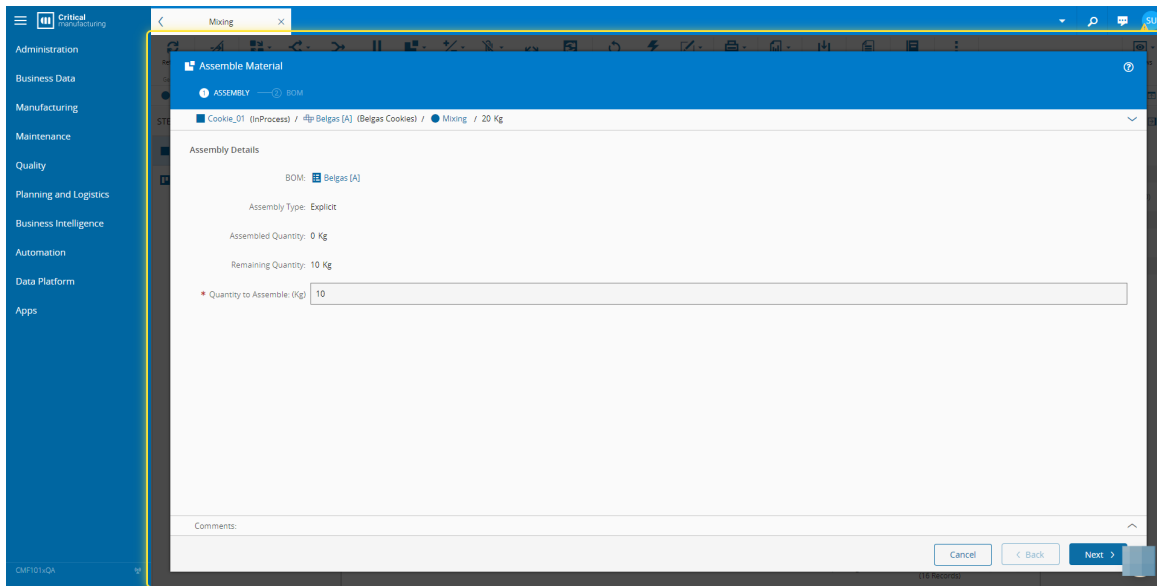 Critical
manufacturing
Mixing
SU
Administration
Business Data
Manufacturing
Maintenance
Quality
Planning and Logistics
Business Intelligence
Automation
Data Platform
Apps
CMF101xQA
Assemble Material
1 ASSEMBLY 2 BOM
Cookie_01 (InProcess) / Belgas [A] (Belgas Cookies) / Mixing / 20 Kg
Assembly Details
BOM: Belgas [A]
Assembly Type: Explicit
Assembled Quantity: 0 Kg
Remaining Quantity: 10 Kg
* Quantity to Assemble: (Kg) 10
Comments:
Cancel < Back Next >
(18 Records)